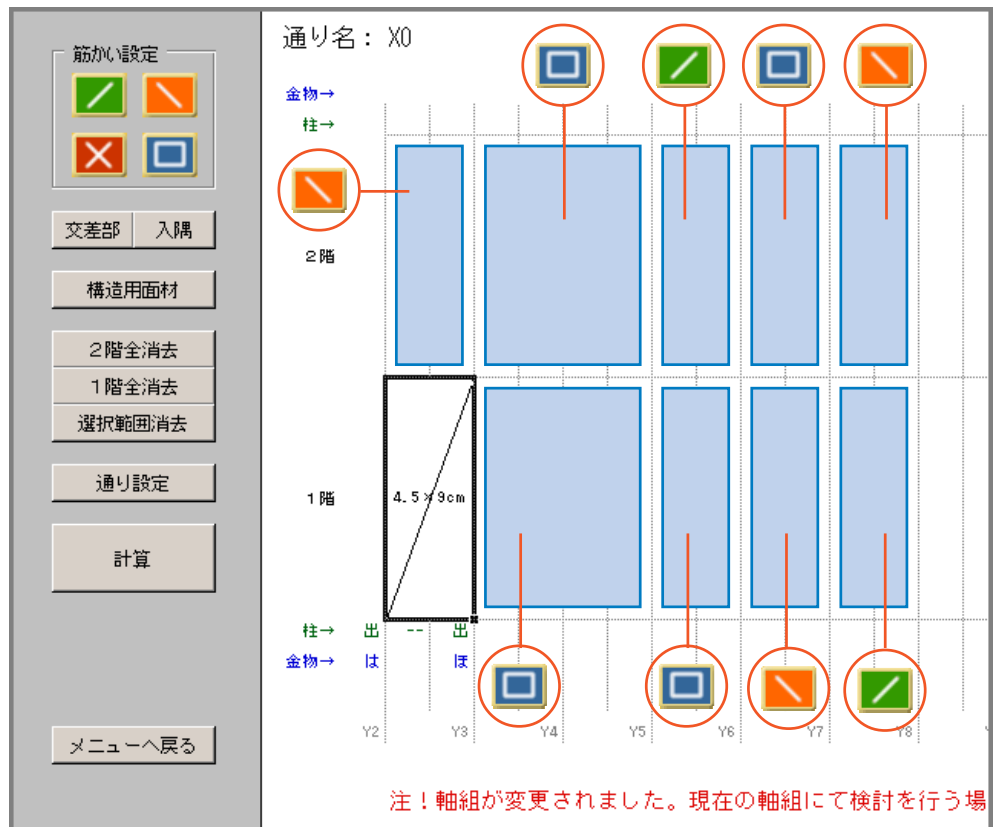 筋かい設定
交差部 入隅
構造用面材
2階全消去
1階全消去
選択範囲消去
通り設定
計算
メニューへ戻る
通り名: X0
金物→
柱→
2階
1階
4.5×9cm
柱→ 出 -- 出
金物→ は ほ
Y2 Y3 Y4 Y5 Y6 Y7 Y8
注!軸組が変更されました。現在の軸組にて検討を行う場